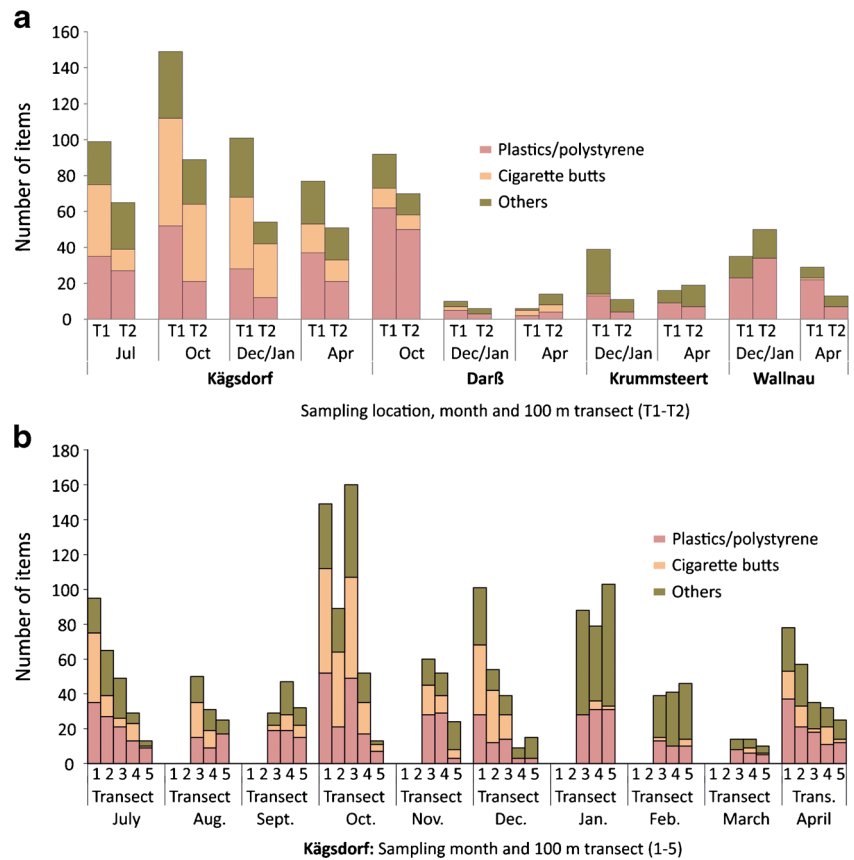 a
160
140
120
100
80
60
40
20
0
Number of items
Plastics/polystyrene
Cigarette butts
Others
T1 T2 T1 T2 T1 T2 T1 T2 T1 T2 T1 T2 T1 T2 T1 T2 T1 T2 T1 T2 T1 T2
Jul Oct Dec/Jan Apr Oct Dec/Jan Apr Dec/Jan Apr Dec/Jan Apr
Kägsdorf Darß Krummsteert Wallnau
Sampling location, month and 100 m transect (T1-T2)
b
180
160
140
120
100
80
60
40
20
0
Number of items
Plastics/polystyrene
Cigarette butts
Others
1 2 3 4 5 1 2 3 4 5 1 2 3 4 5 1 2 3 4 5 1 2 3 4 5 1 2 3 4 5 1 2 3 4 5 1 2 3 4 5 1 2 3 4 5 1 2 3 4 5
Transect Transect Transect Transect Transect Transect Transect Transect Transect Trans.
July Aug. Sept. Oct. Nov. Dec. Jan. Feb. March April
Kägsdorf: Sampling month and 100 m transect (1-5)